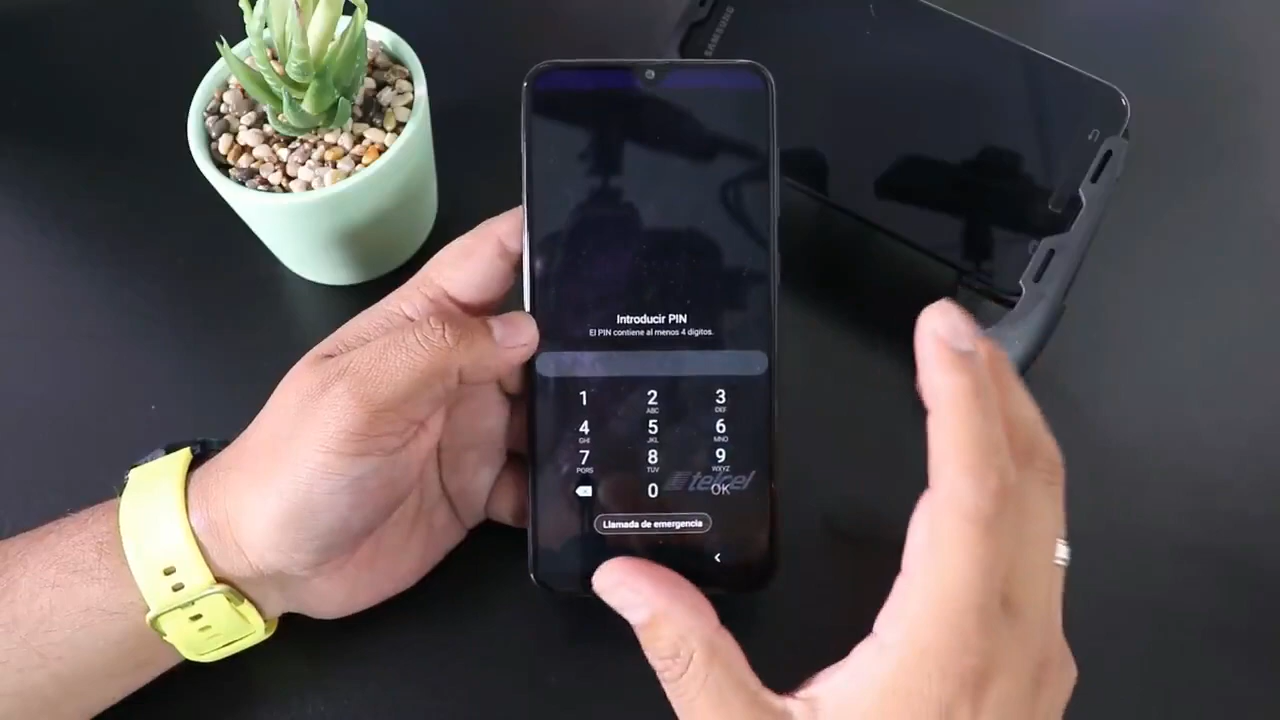 SAMSUNG
Introducir PIN
El PIN contiene al menos 4 dígitos.
1 2 3
ABC DEF
4 5 6
GHI JKL MNO
7 8 9
PQRS TUV WXYZ
0 OK
telcel
Llamada de emergencia